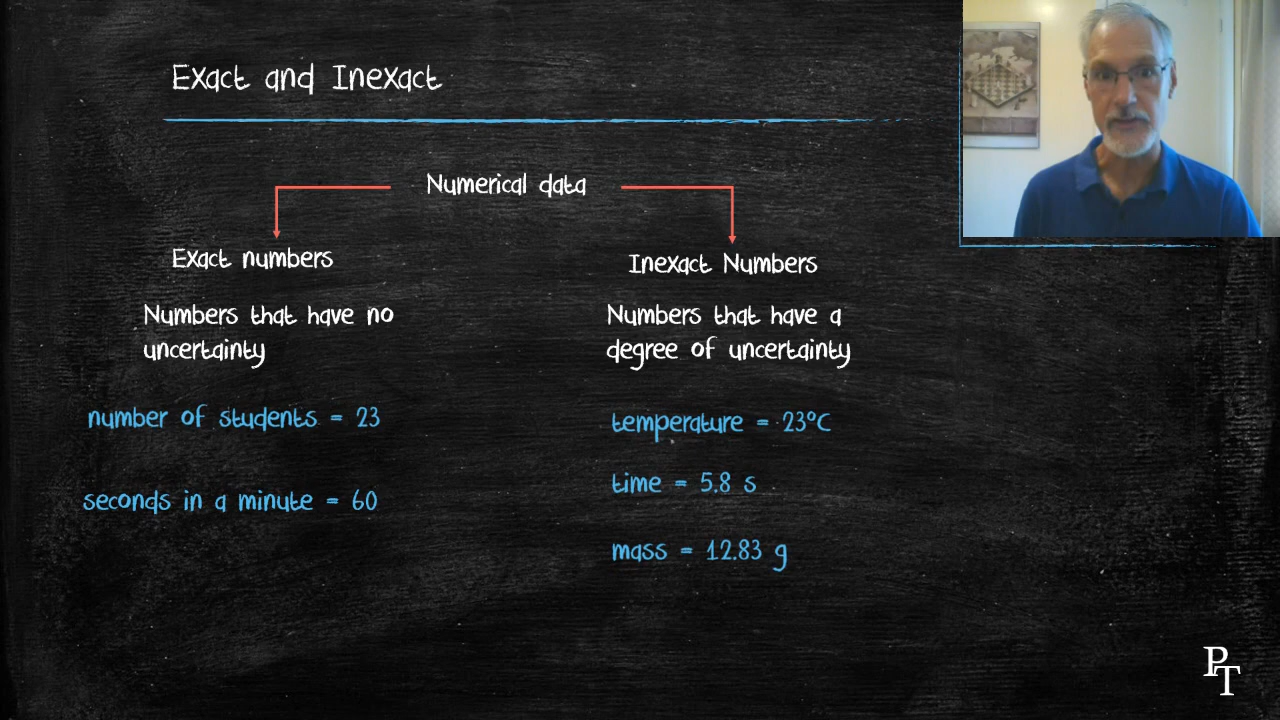 Exact and Inexact
Numerical data
Exact numbers
Numbers that have no
uncertainty
number of students = 23
seconds in a minute = 60
Inexact Numbers
Numbers that have a
degree of uncertainty
temperature = 23°C
time = 5.8 s
mass = 12.83 g
PT